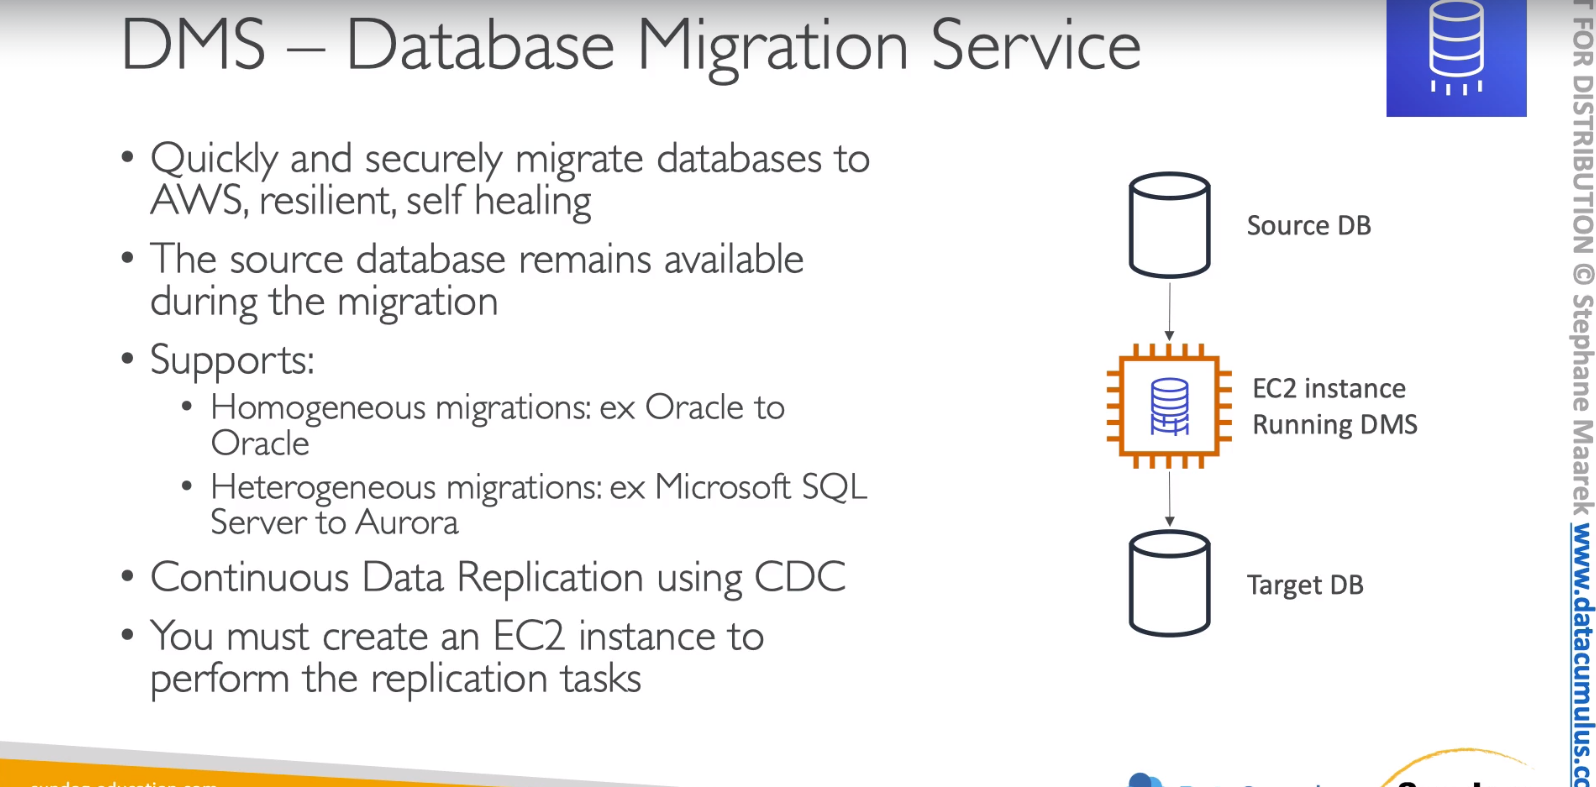 DMS – Database Migration Service
• Quickly and securely migrate databases to
AWS, resilient, self healing
• The source database remains available
during the migration
• Supports:
• Homogeneous migrations: ex Oracle to
Oracle
• Heterogeneous migrations: ex Microsoft SQL
Server to Aurora
• Continuous Data Replication using CDC
• You must create an EC2 instance to
perform the replication tasks
Source DB
EC2 instance
Running DMS
Target DB
FOR DISTRIBUTION © Stephane Maarek www.datacumulus.co